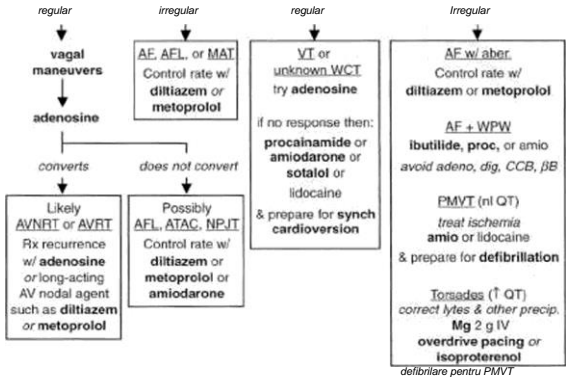 regular
irregular
regular
Irregular
vagal
maneuvers
adenosine
converts
does not convert
Likely
AVNRT or AVRT
Rx recurrence
w/ adenosine
or long-acting
AV nodal agent
such as diltiazem
or metoprolol
Possibly
AFL, ATAC, NPJT
Control rate w/
diltiazem or
metoprolol or
amiodarone
AF, AFL, or MAT
Control rate w/
diltiazem or
metoprolol
VT or
unknown WCT
try adenosine
if no response then:
procainamide or
amiodarone or
sotalol or
lidocaine
& prepare for synch
cardioversion
AF w/ aber.
Control rate w/
diltiazem or metoprolol
AF + WPW
ibutilide, proc, or amio
avoid adeno, dig, CCB, βB
PMVT (nl QT)
treat ischemia
amio or lidocaine
& prepare for defibrillation
Torsades (↑ QT)
correct lytes & other precip.
Mg 2 g IV
overdrive pacing or
isoproterenol
defibrilare pentru PMVT